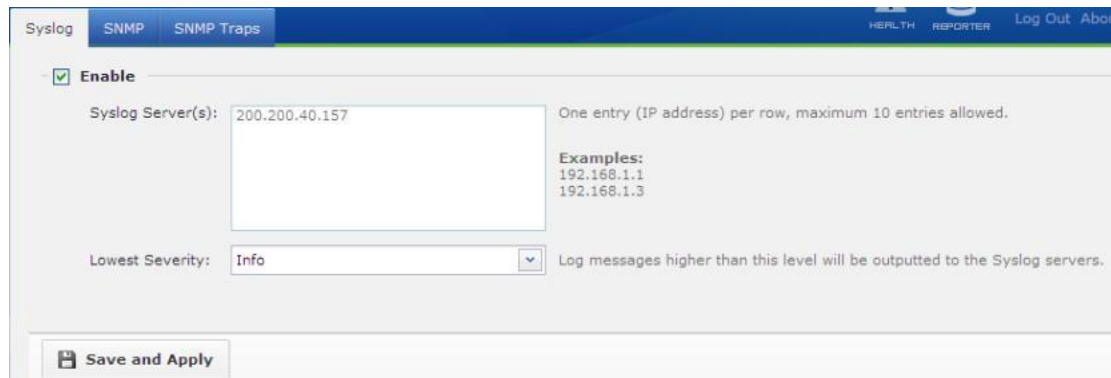 Syslog SNMP SNMP Traps HEALTH REPORTER Log Out
Enable
Syslog Server(s): 200.200.40.157 One entry (IP address) per row, maximum 10 entries allowed.
Examples:
192.168.1.1
192.168.1.3
Lowest Severity: Info Log messages higher than this level will be outputted to the Syslog servers.
Save and Apply